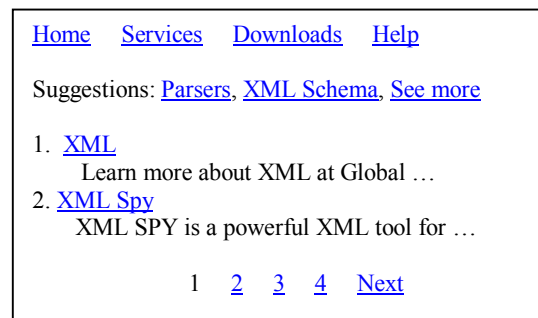 Home Services Downloads Help
Suggestions: Parsers, XML Schema, See more
1. XML
Learn more about XML at Global …
2. XML Spy
XML SPY is a powerful XML tool for …
1 2 3 4 Next